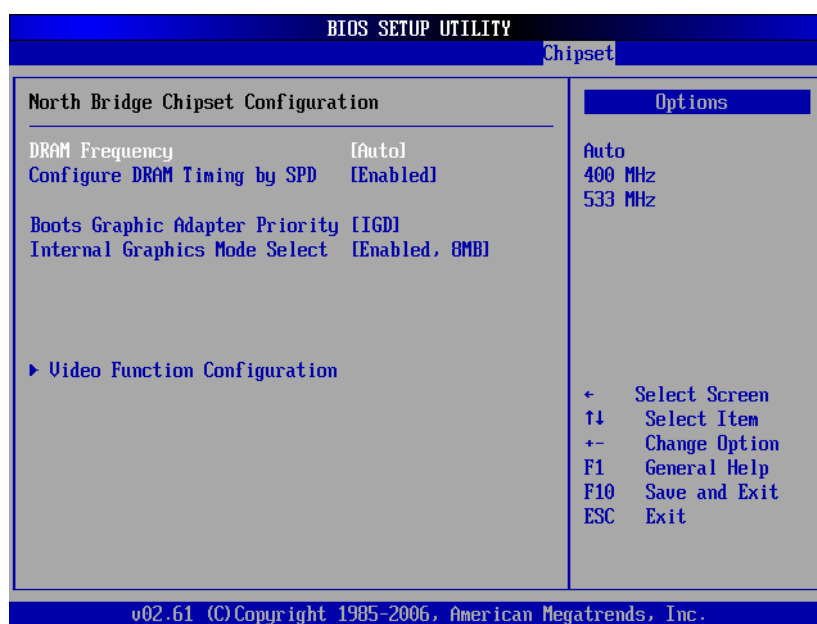 BIOS SETUP UTILITY
Chipset
North Bridge Chipset Configuration
DRAM Frequency [Auto]
Configure DRAM Timing by SPD [Enabled]
Boots Graphic Adapter Priority [IGD]
Internal Graphics Mode Select [Enabled, 8MB]
▶ Video Function Configuration
Options
Auto
400 MHz
533 MHz
← Select Screen
↑↓ Select Item
+- Change Option
F1 General Help
F10 Save and Exit
ESC Exit
v02.61 (C)Copyright 1985-2006, American Megatrends, Inc.